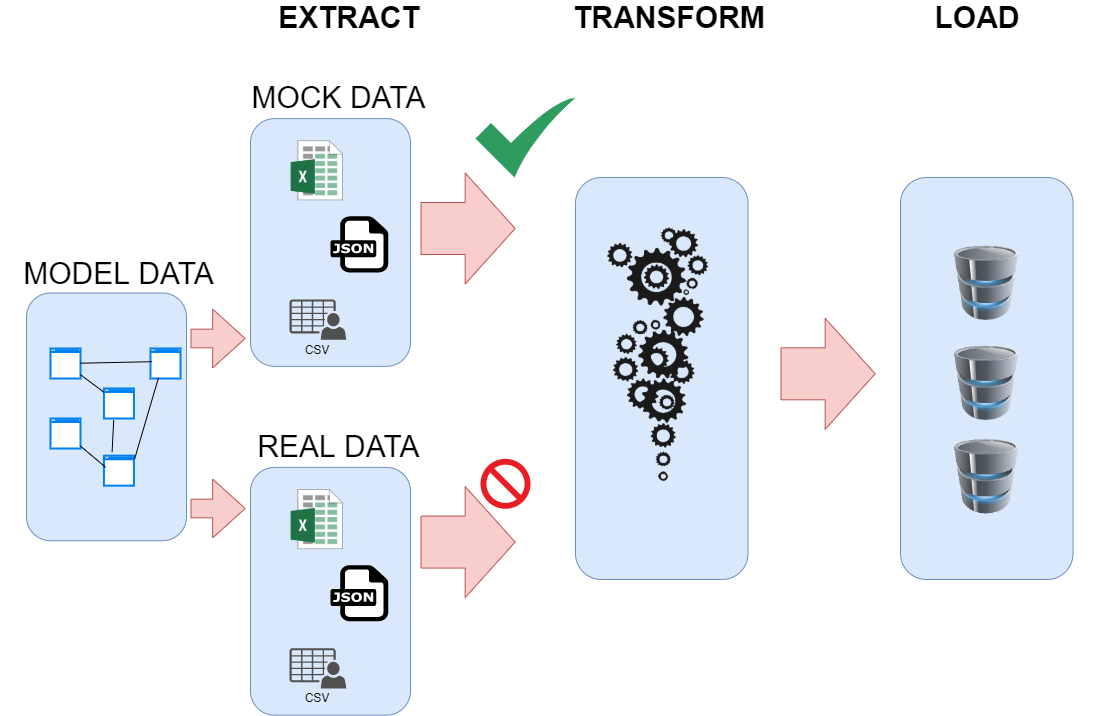 EXTRACT
TRANSFORM
LOAD
MOCK DATA
X
JSON
CSV
MODEL DATA
REAL DATA
X
JSON
CSV